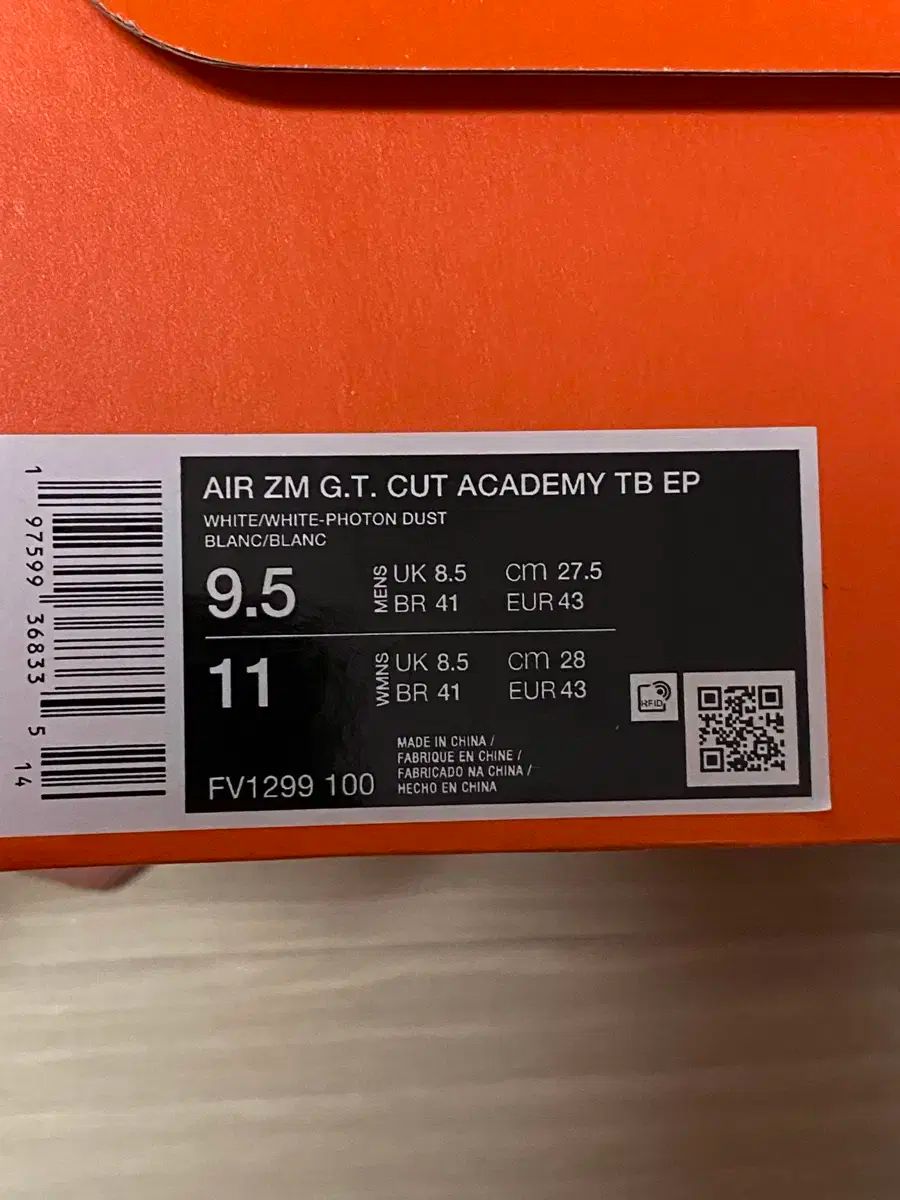 AIR ZM G.T. CUT ACADEMY TB EP
WHITE/WHITE-PHOTON DUST
BLANC/BLANC
9.5 MENS UK 8.5 cm 27.5
BR 41 EUR 43
11 WMNS UK 8.5 cm 28
BR 41 EUR 43
RFID
MADE IN CHINA /
FABRIQUE EN CHINE /
FABRICADO NA CHINA /
HECHO EN CHINA
FV1299 100
1 97599 36833 5 14